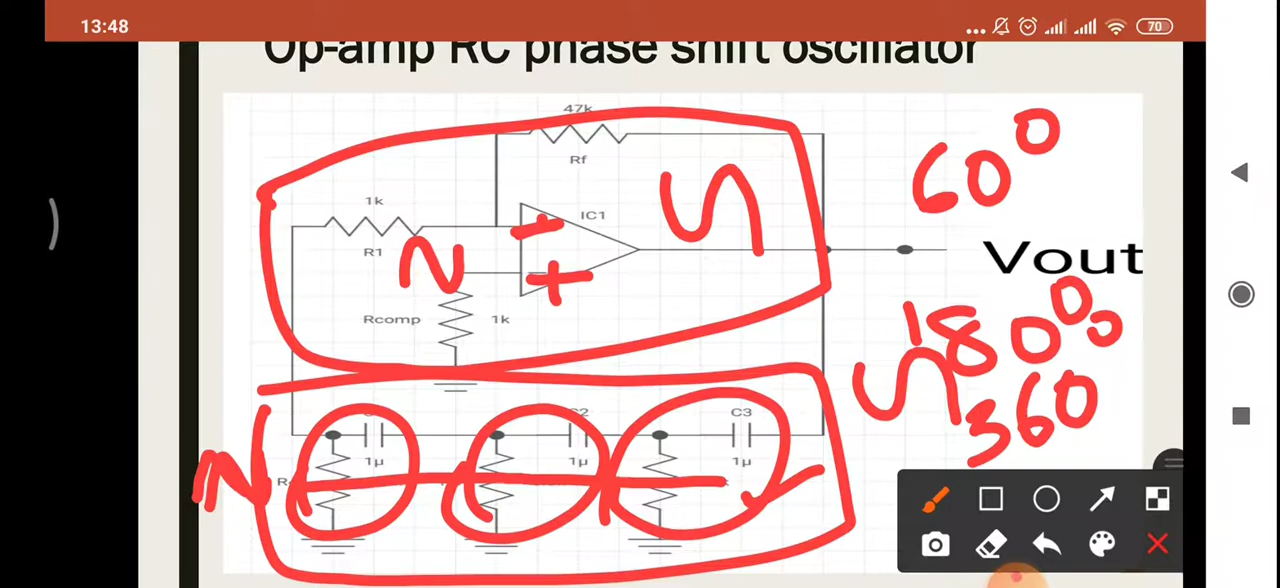 13:48
70
Op-amp RC phase shift oscillator
47k
Rf
60°
1k
IC1
R1
N
Vout
Rcomp
1k
180°
360°
C2
C3
N
1µ
1µ
1µ